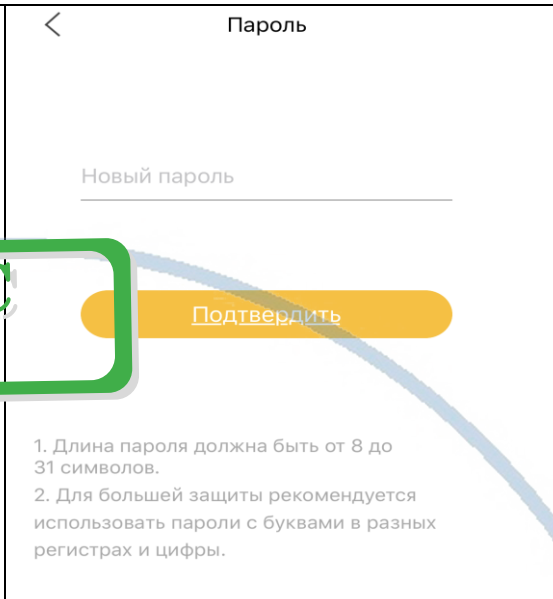 Пароль
Новый пароль
Подтвердить
1. Длина пароля должна быть от 8 до
31 символов.
2. Для большей защиты рекомендуется
использовать пароли с буквами в разных
регистрах и цифры.